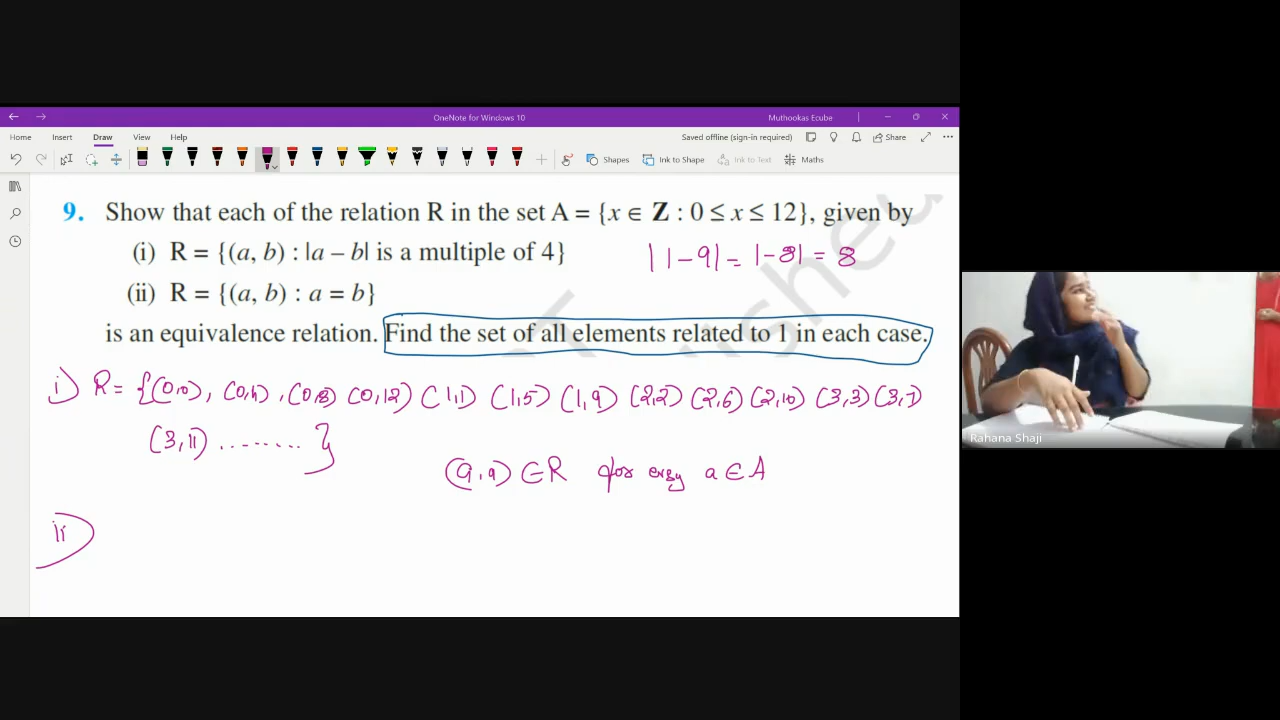 OneNote for Windows 10
Muthookas Ecube
Home Insert Draw View Help
Saved offline (sign-in required)
Share
Shapes
Ink to Shape
Ink to Text
Maths
9. Show that each of the relation R in the set A = {x ∈ Z : 0 ≤ x ≤ 12}, given by
(i) R = {(a, b) : |a – b| is a multiple of 4}
|1-9| = |-8| = 8
(ii) R = {(a, b) : a = b}
is an equivalence relation. Find the set of all elements related to 1 in each case.
i) R = {(0,0), (0,4), (0,8) (0,12) (1,1) (1,5) (1,9) (2,2) (2,6) (2,10) (3,3) (3,7)
(3,11) ........ }
(a,a) ∈ R for a ∈ A
ii)
Rahana Shaji